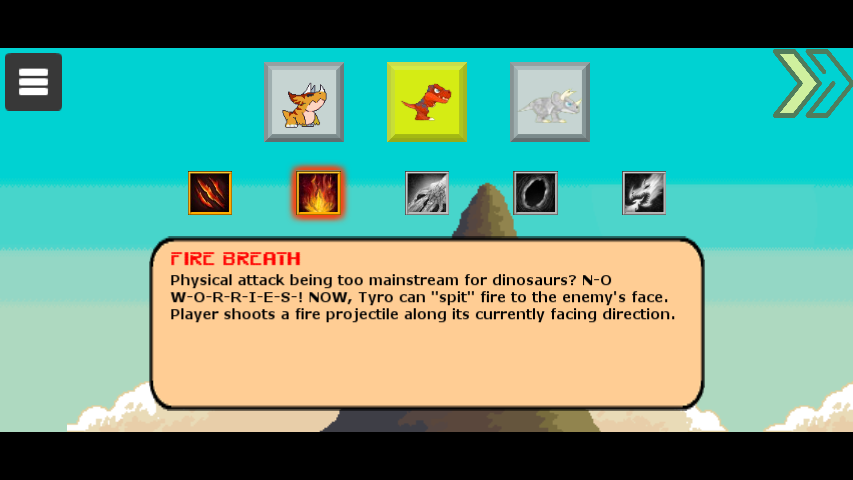 FIRE BREATH
Physical attack being too mainstream for dinosaurs? N-O
W-O-R-R-I-E-S-! NOW, Tyro can "spit" fire to the enemy's face.
Player shoots a fire projectile along its currently facing direction.